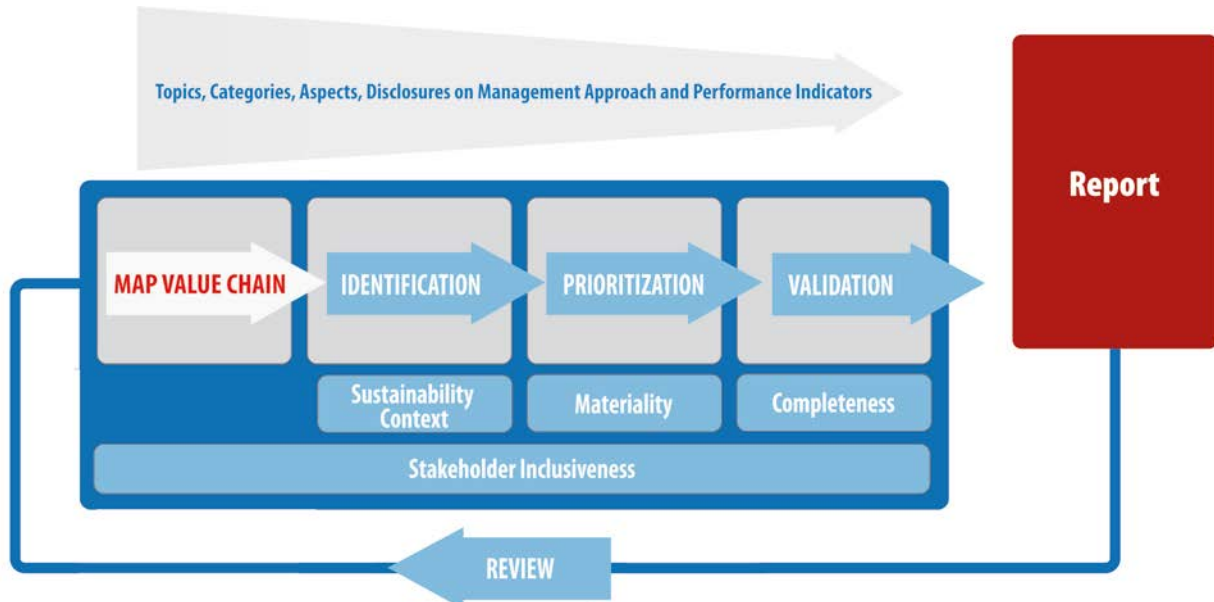 Topics, Categories, Aspects, Disclosures on Management Approach and Performance Indicators
Report
MAP VALUE CHAIN
IDENTIFICATION
PRIORITIZATION
VALIDATION
Sustainability
Context
Materiality
Completeness
Stakeholder Inclusiveness
REVIEW